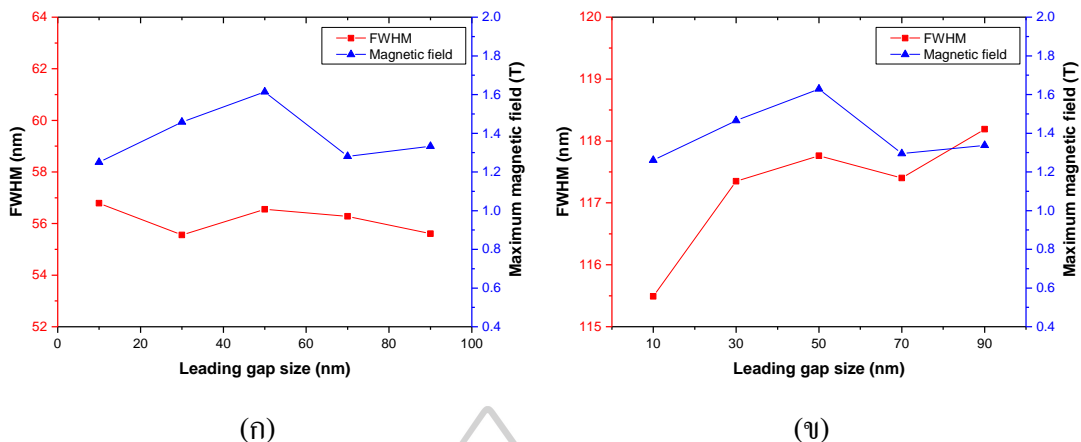 64
62
60
58
56
54
52
FWHM (nm)
0 20 40 60 80 100
Leading gap size (nm)
2.0
1.8
1.6
1.4
1.2
1.0
0.8
0.6
0.4
Maximum magnetic field (T)
FWHM
Magnetic field
(ก)
120
119
118
117
116
115
FWHM (nm)
10 30 50 70 90
Leading gap size (nm)
2.0
1.8
1.6
1.4
1.2
1.0
0.8
0.6
0.4
Maximum magnetic field (T)
FWHM
Magnetic field
(ข)